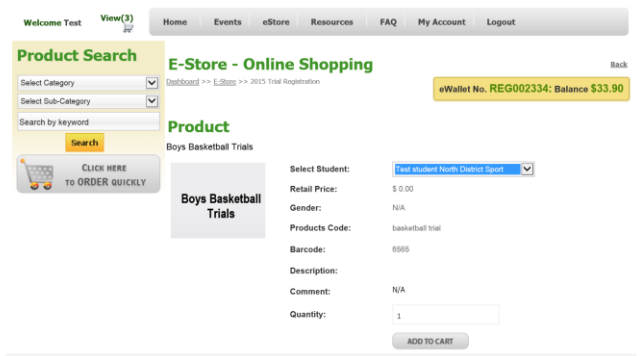 Welcome Test
View(3)
Home Events eStore Resources FAQ My Account Logout
Product Search
Select Category
Select Sub-Category
Search by keyword
Search
CLICK HERE
TO ORDER QUICKLY
E-Store - Online Shopping
Back
Dashboard >> E-Store >> 2015 Trial Registration
eWallet No. REG002334: Balance $33.90
Product
Boys Basketball Trials
Boys Basketball
Trials
Select Student: Test student North District Sport
Retail Price: $ 0.00
Gender: N/A
Products Code: basketball trial
Barcode: 6565
Description:
Comment: N/A
Quantity: 1
ADD TO CART